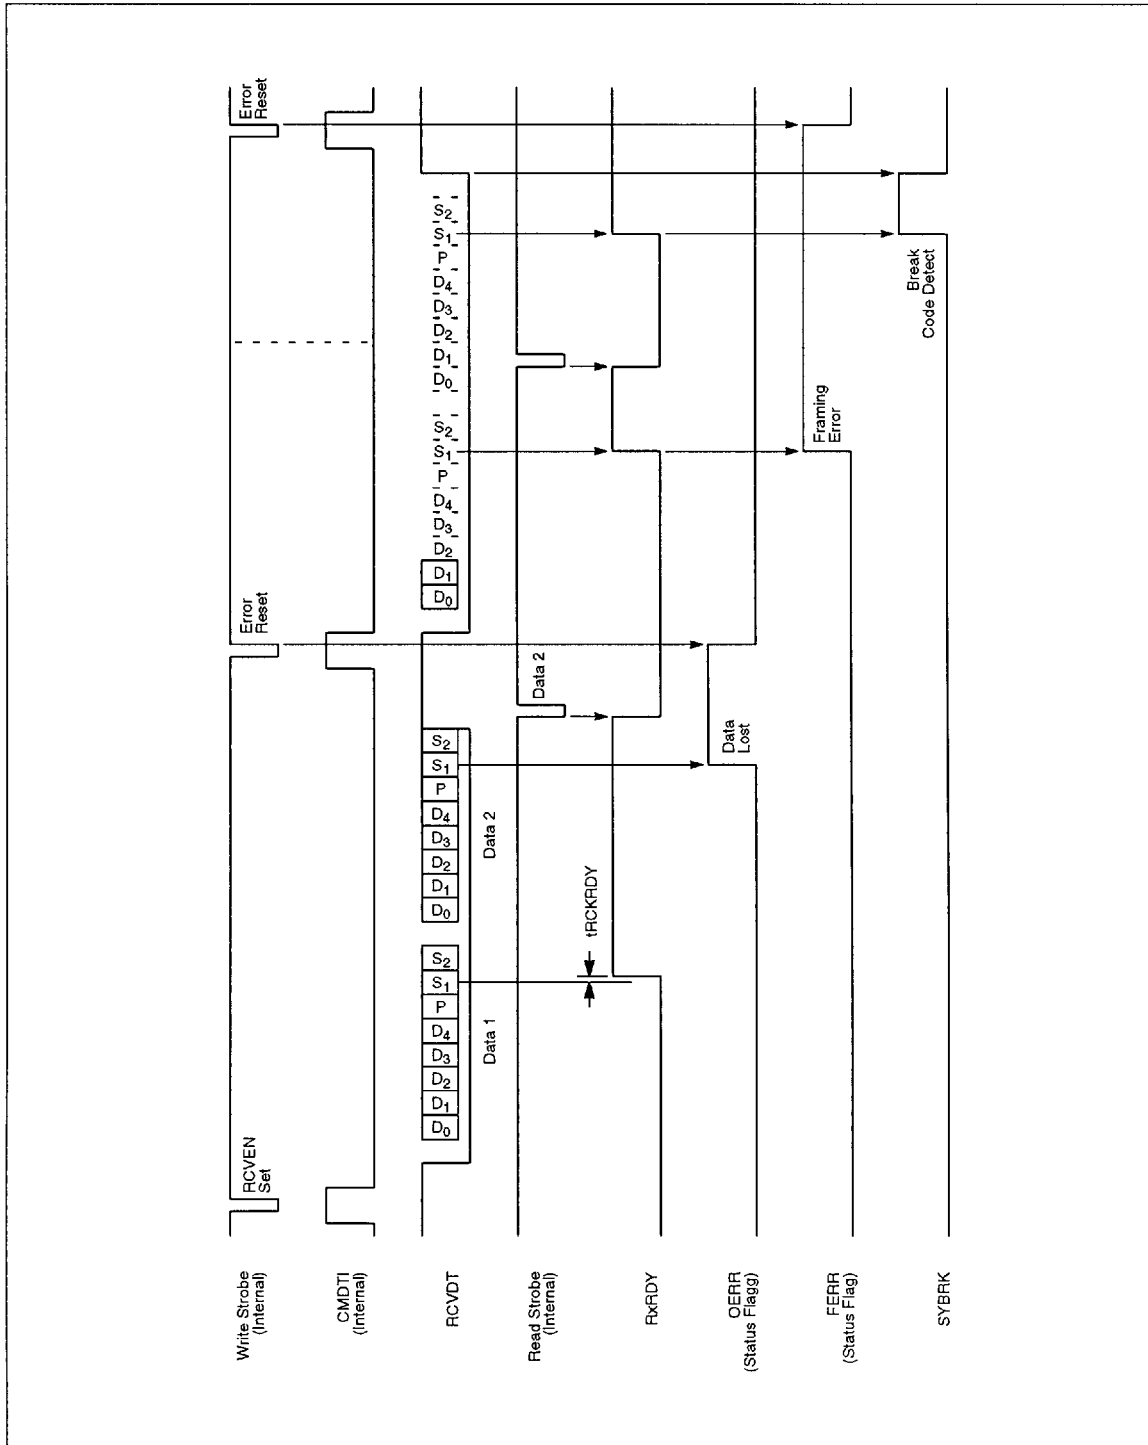 Write Strobe
(Internal)
RCVEN
Set
Error
Reset
Error
Reset
CMDTI
(Internal)
RCVDT
D0 D1 D2 D3 D4 P S1 S2
D0 D1 D2 D3 D4 P S1 S2
D0 D1 D2 D3 D4 P S1 S2
D0 D1 D2 D3 D4 P S1 S2
Data 1
Data 2
Read Strobe
(Internal)
Data 2
tRCKRDY
RxRDY
OERR
(Status Flagg)
Data
Lost
FERR
(Status Flag)
Framing
Error
SYBRK
Break
Code Detect